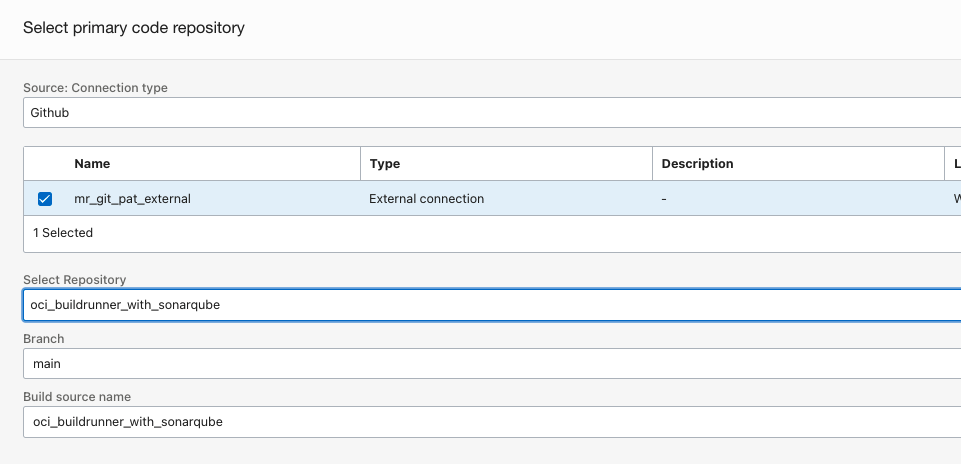 Select primary code repository
Source: Connection type
Github
Name Type Description
mr_git_pat_external External connection -
1 Selected
Select Repository
oci_buildrunner_with_sonarqube
Branch
main
Build source name
oci_buildrunner_with_sonarqube